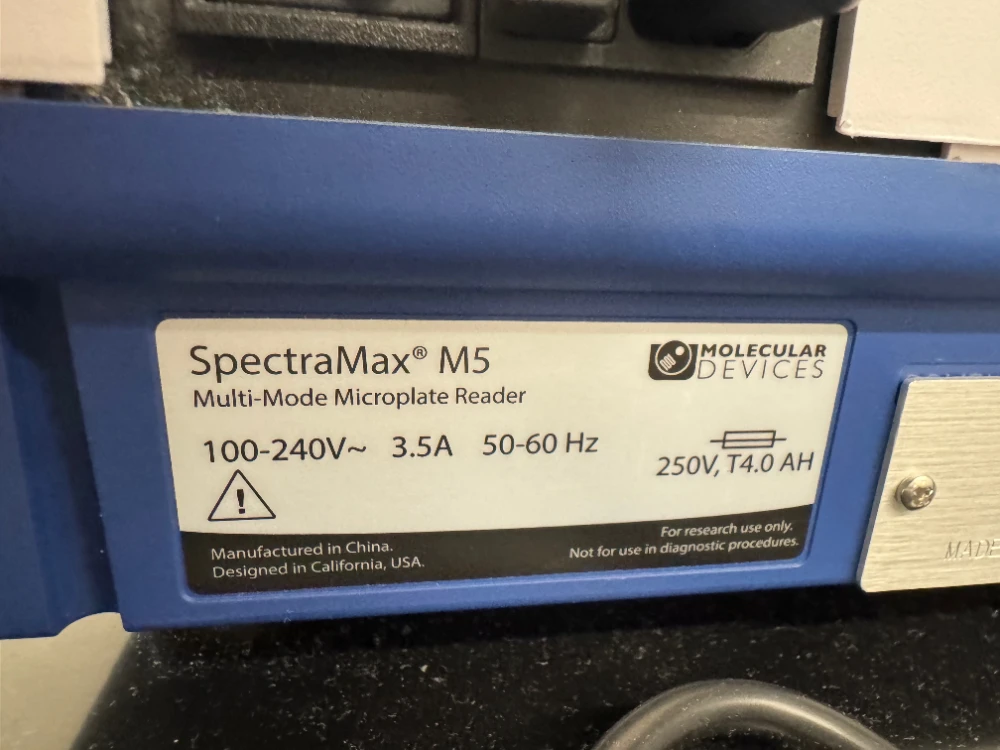 SpectraMax® M5
Multi-Mode Microplate Reader
MOLECULAR
DEVICES
100-240V~ 3.5A 50-60 Hz
250V, T4.0 AH
!
Manufactured in China.
Designed in California, USA.
For research use only.
Not for use in diagnostic procedures.
MADE